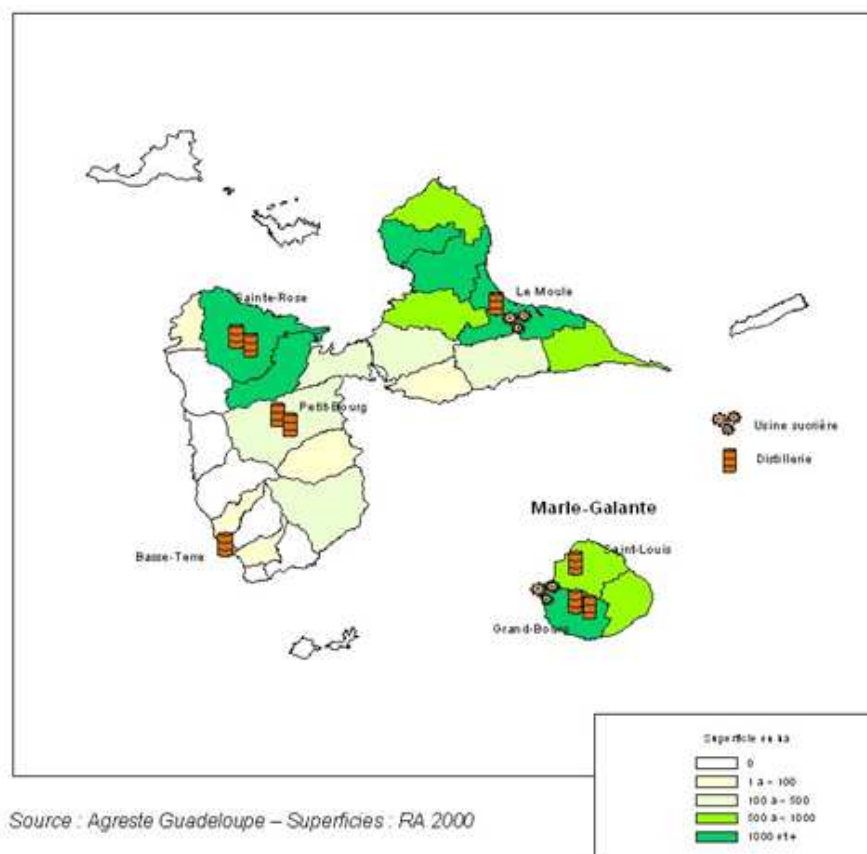 Sainte-Rose
Le Moule
Petit-Bourg
Usine sucrière
Distillerie
Marie-Galante
Basse-Terre
Saint-Louis
Grand-Bourg
Superficie en ha
0
1 à < 100
100 à < 500
500 à < 1000
1000 et +
Source : Agreste Guadeloupe – Superficies : RA 2000